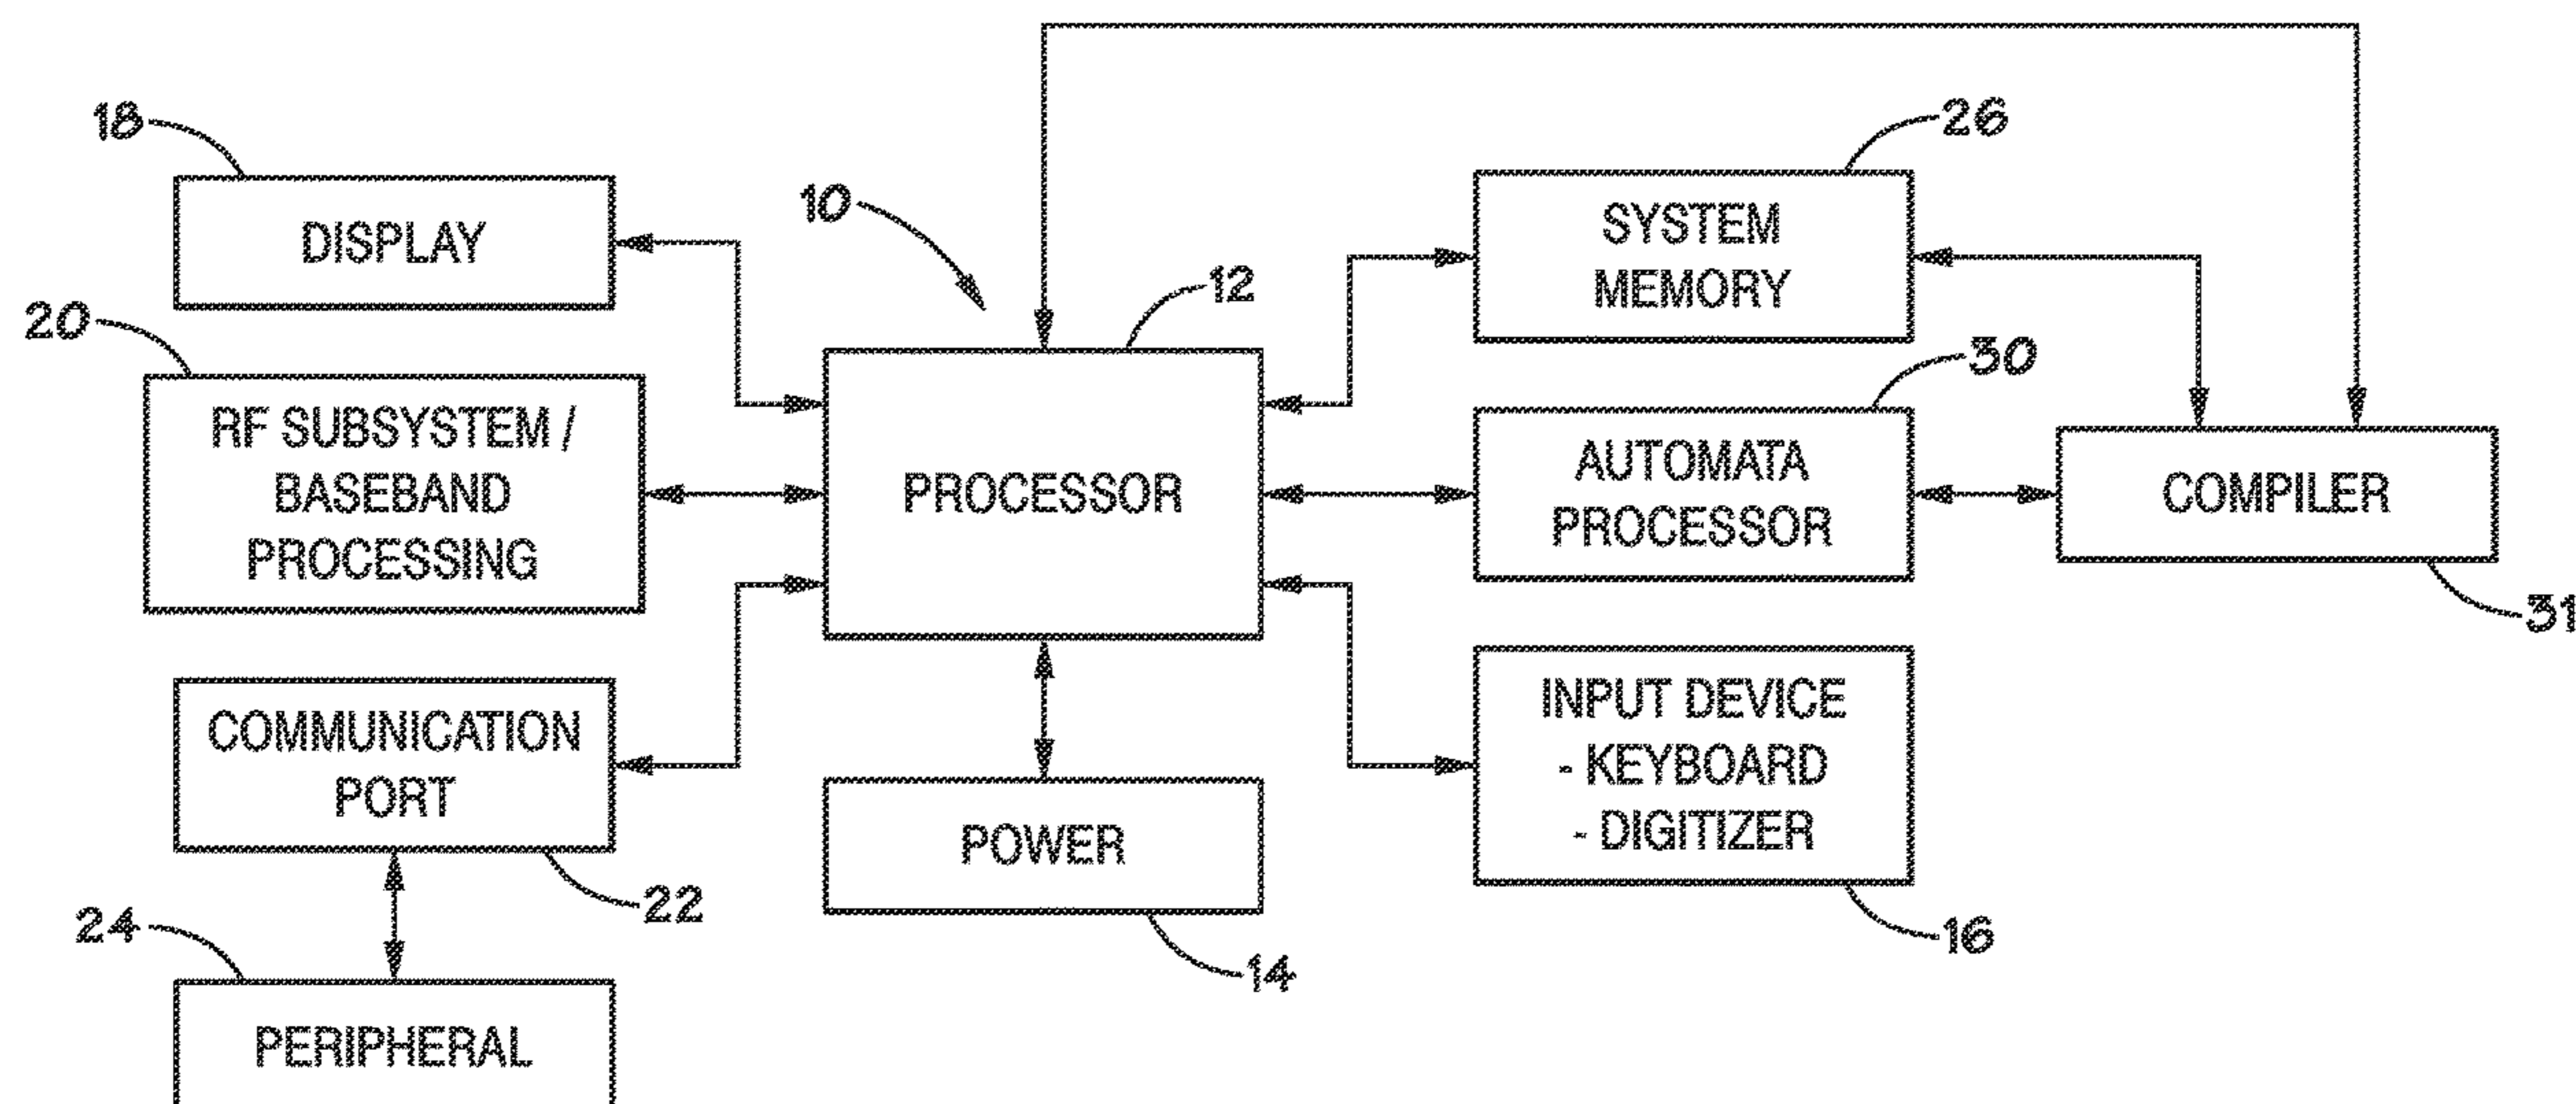 18
DISPLAY
20
RF SUBSYSTEM /
BASEBAND
PROCESSING
COMMUNICATION
PORT
22
24
PERIPHERAL
10
12
PROCESSOR
POWER
14
26
SYSTEM
MEMORY
30
AUTOMATA
PROCESSOR
INPUT DEVICE
- KEYBOARD
- DIGITIZER
16
COMPILER
31